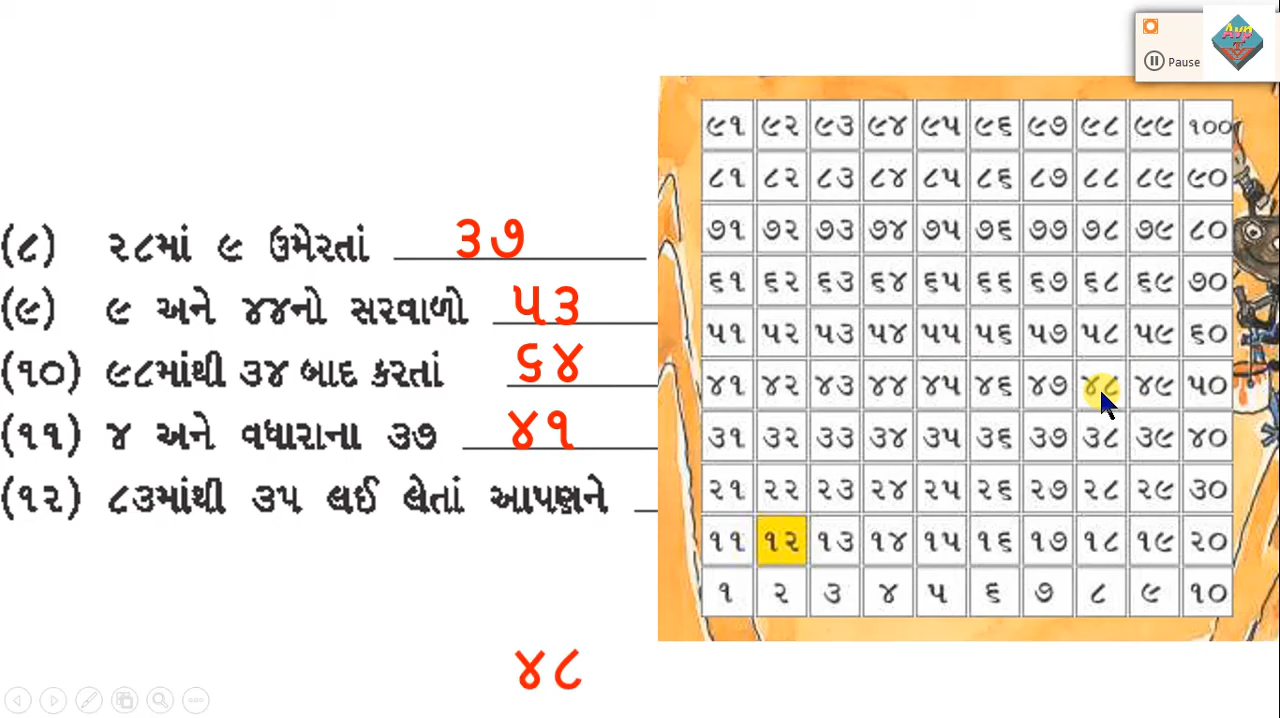 Pause
Avp
(૮) ૨૮માં ૯ ઉમેરતાં ૩૭
(૯) ૯ અને ૪૪નો સરવાળો ૫૩
(૧૦) ૯૮માંથી ૩૪ બાદ કરતાં ૬૪
(૧૧) ૪ અને વધારાના ૩૭ ૪૧
(૧૨) ૮૩માંથી ૩૫ લઈ લેતાં આપણને
૪૮
૯૧ ૯૨ ૯૩ ૯૪ ૯૫ ૯૬ ૯૭ ૯૮ ૯૯ ૧૦૦
૮૧ ૮૨ ૮૩ ૮૪ ૮૫ ૮૬ ૮૭ ૮૮ ૮૯ ૯૦
૭૧ ૭૨ ૭૩ ૭૪ ૭૫ ૭૬ ૭૭ ૭૮ ૭૯ ૮૦
૬૧ ૬૨ ૬૩ ૬૪ ૬૫ ૬૬ ૬૭ ૬૮ ૬૯ ૭૦
૫૧ ૫૨ ૫૩ ૫૪ ૫૫ ૫૬ ૫૭ ૫૮ ૫૯ ૬૦
૪૧ ૪૨ ૪૩ ૪૪ ૪૫ ૪૬ ૪૭ ૪૮ ૪૯ ૫૦
૩૧ ૩૨ ૩૩ ૩૪ ૩૫ ૩૬ ૩૭ ૩૮ ૩૯ ૪૦
૨૧ ૨૨ ૨૩ ૨૪ ૨૫ ૨૬ ૨૭ ૨૮ ૨૯ ૩૦
૧૧ ૧૨ ૧૩ ૧૪ ૧૫ ૧૬ ૧૭ ૧૮ ૧૯ ૨૦
૧ ૨ ૩ ૪ ૫ ૬ ૭ ૮ ૯ ૧૦